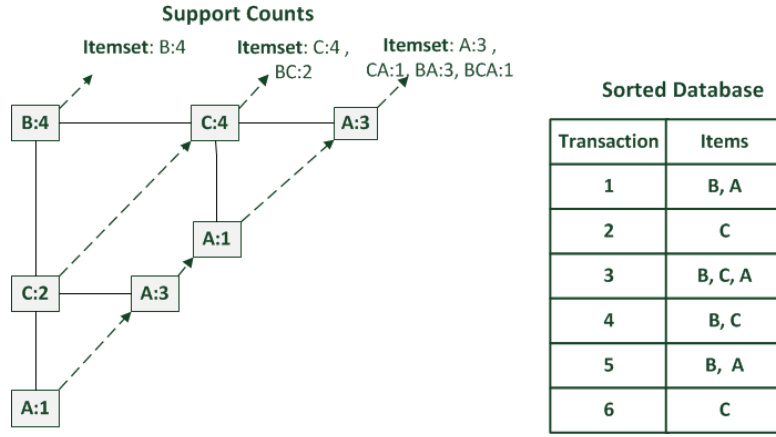 Support Counts
Itemset: B:4
Itemset: C:4 ,
BC:2
Itemset: A:3 ,
CA:1, BA:3, BCA:1
B:4
C:4
A:3
A:1
C:2
A:3
A:1
Sorted Database
Transaction Items
1 B, A
2 C
3 B, C, A
4 B, C
5 B, A
6 C